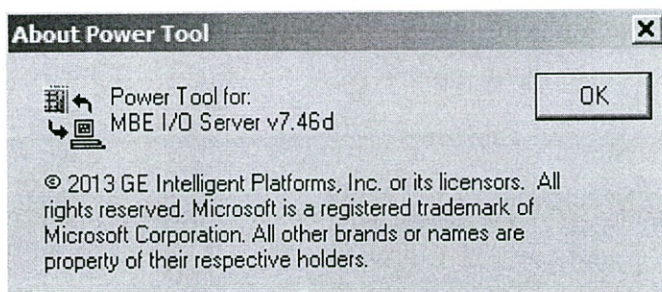 About Power Tool
Power Tool for:
MBE I/O Server v7.46d
OK
© 2013 GE Intelligent Platforms, Inc. or its licensors. All
rights reserved. Microsoft is a registered trademark of
Microsoft Corporation. All other brands or names are
property of their respective holders.